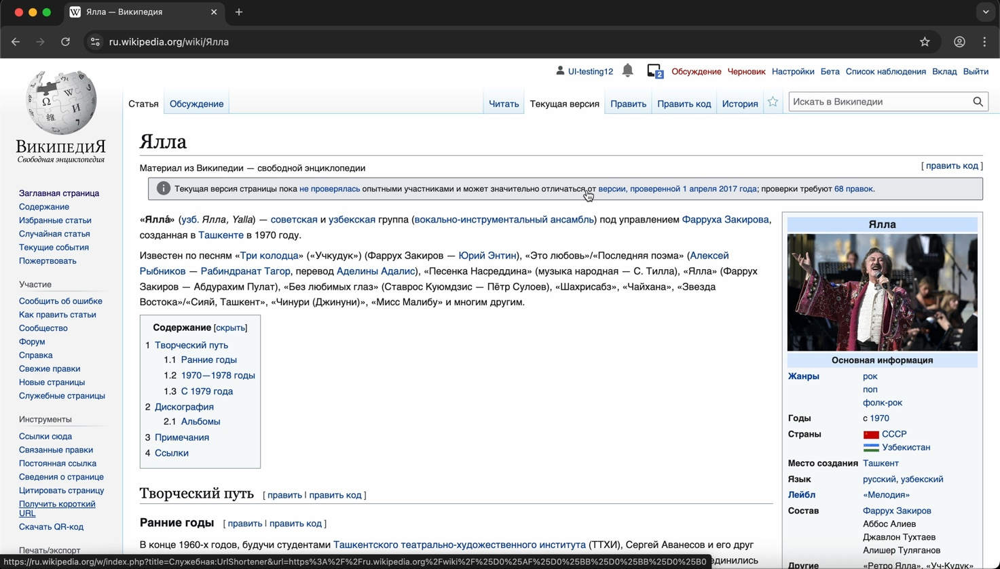 Ялла — Википедия
ru.wikipedia.org/wiki/Ялла
UI-testing12
2
Обсуждение Черновик Настройки Бета Список наблюдения Вклад Выйти
Статья Обсуждение Читать Текущая версия Править Править код История
Искать в Википедии
ВикипедиЯ
Свободная энциклопедия
Заглавная страница
Содержание
Избранные статьи
Случайная статья
Текущие события
Пожертвовать
Участие
Сообщить об ошибке
Как править статьи
Сообщество
Форум
Справка
Свежие правки
Новые страницы
Служебные страницы
Инструменты
Ссылки сюда
Связанные правки
Постоянная ссылка
Сведения о странице
Цитировать страницу
Получить короткий
URL
Скачать QR-код
Печать/экспорт
Ялла
Материал из Википедии — свободной энциклопедии
[ править код ]
Текущая версия страницы пока не проверялась опытными участниками и может значительно отличаться от версии, проверенной 1 апреля 2017 года; проверки требуют 68 правок.
«Ялла́» (узб. Ялла, Yalla) — советская и узбекская группа (вокально-инструментальный ансамбль) под управлением Фарруха Закирова,
созданная в Ташкенте в 1970 году.
Известен по песням «Три колодца» («Учкудук») (Фаррух Закиров — Юрий Энтин), «Это любовь»/«Последняя поэма» (Алексей
Рыбников — Рабиндранат Тагор, перевод Аделины Адалис), «Песенка Насреддина» (музыка народная — С. Тилла), «Ялла» (Фаррух
Закиров — Абдурахим Пулат), «Без любимых глаз» (Ставрос Куюмдзис — Пётр Сулоев), «Шахрисабз», «Чайхана», «Звезда
Востока»/«Сияй, Ташкент», «Чинури (Джинуни)», «Мисс Малибу» и многим другим.
Содержание [скрыть]
1 Творческий путь
1.1 Ранние годы
1.2 1970—1978 годы
1.3 С 1979 года
2 Дискография
2.1 Альбомы
3 Примечания
4 Ссылки
Творческий путь [ править | править код ]
Ранние годы [ править | править код ]
В конце 1960-х годов, будучи студентами Ташкентского театрально-художественного института (ТТХИ), Сергей Аванесов и его друг
единились
Ялла
Основная информация
Жанры рок
поп
фолк-рок
Годы с 1970
Страны СССР
Узбекистан
Место создания Ташкент
Язык русский, узбекский
Лейбл «Мелодия»
Состав Фаррух Закиров
Аббос Алиев
Джавлон Тухтаев
Алишер Туляганов
Другие «Ретро Ялла», «Уч-Кудук»
https://ru.wikipedia.org/w/index.php?title=Служебная:UrlShortener&url=https%3A%2F%2Fru.wikipedia.org%2Fwiki%2F%25D0%25AF%25D0%25BB%25D0%25BB%25D0%25B0